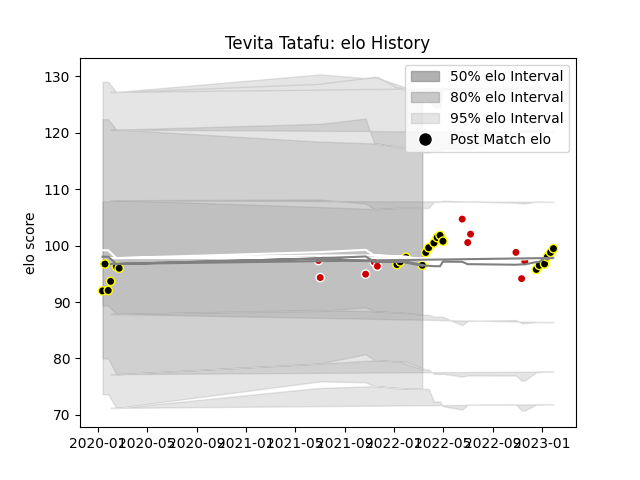 Tevita Tatafu: elo History
50% elo Interval
80% elo Interval
95% elo Interval
Post Match elo
elo score
130
120
110
100
90
80
70
2020-01 2020-05 2020-09 2021-01 2021-05 2021-09 2022-01 2022-05 2022-09 2023-01